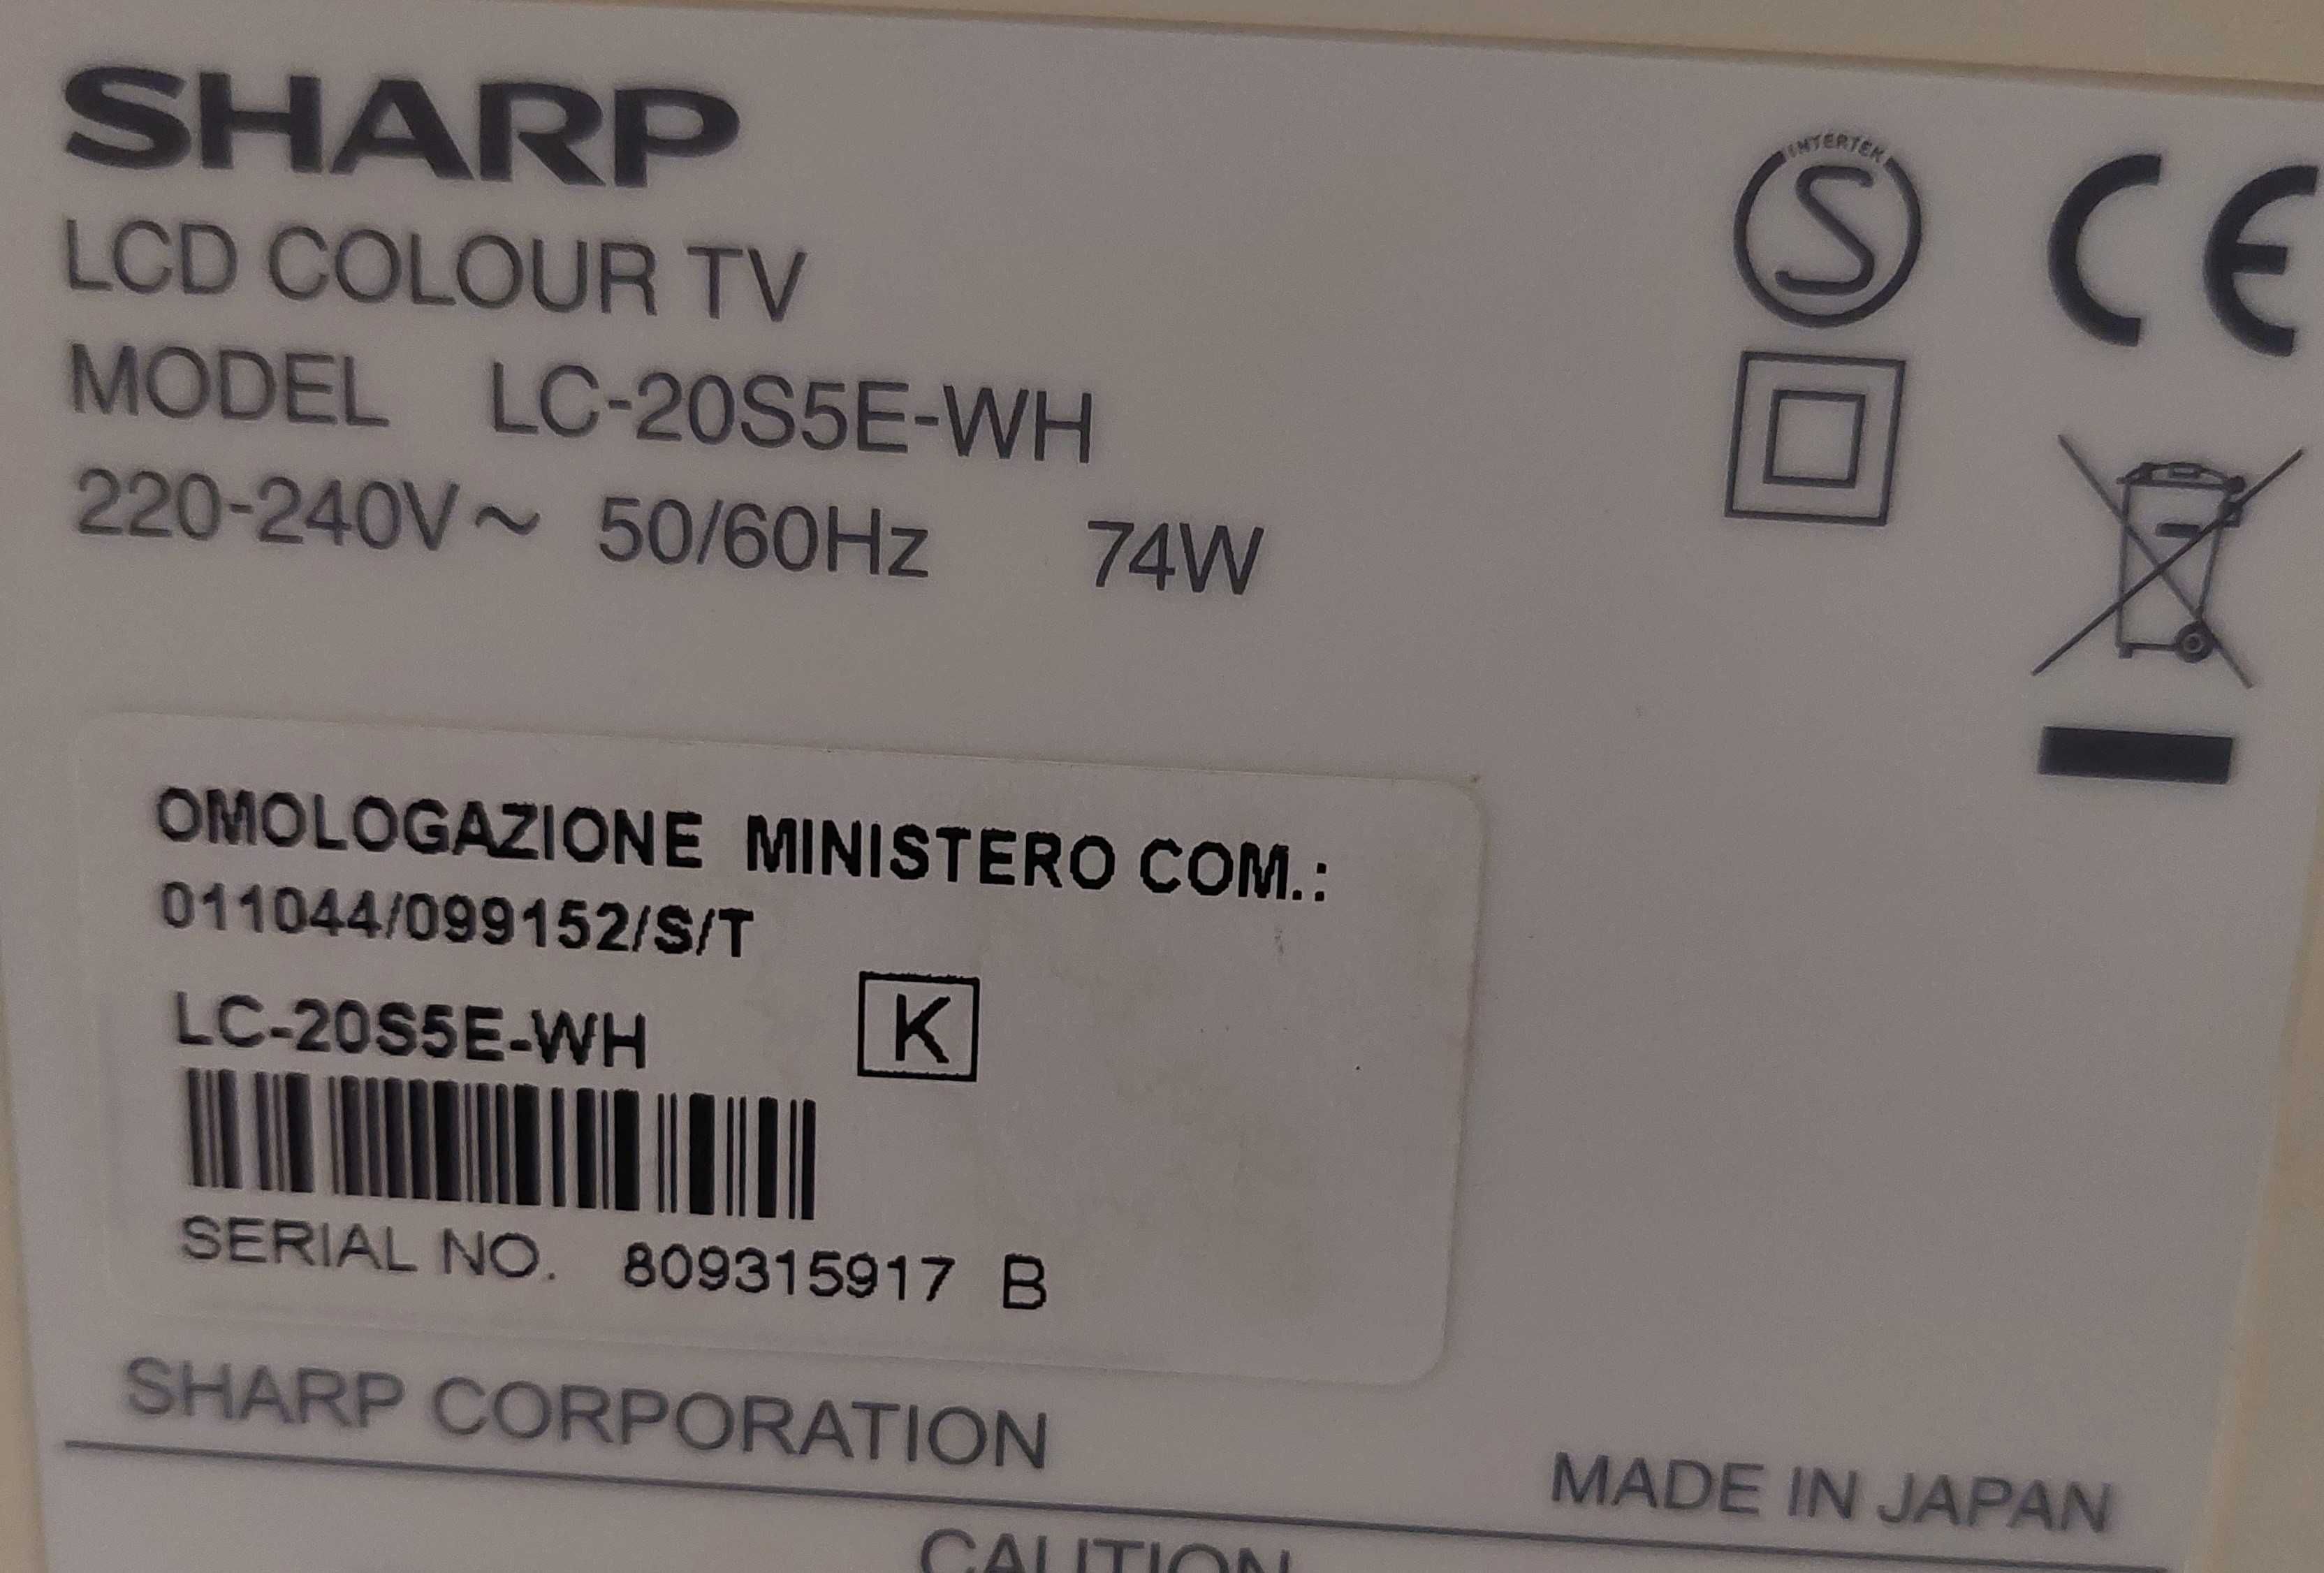 SHARP
LCD COLOUR TV
MODEL LC-20S5E-WH
220-240V~ 50/60Hz 74W
INTERTEK
S
CE
OMOLOGAZIONE MINISTERO COM.:
011044/099152/S/T
LC-20S5E-WH K
SERIAL NO. 809315917 B
SHARP CORPORATION
MADE IN JAPAN
CAUTION